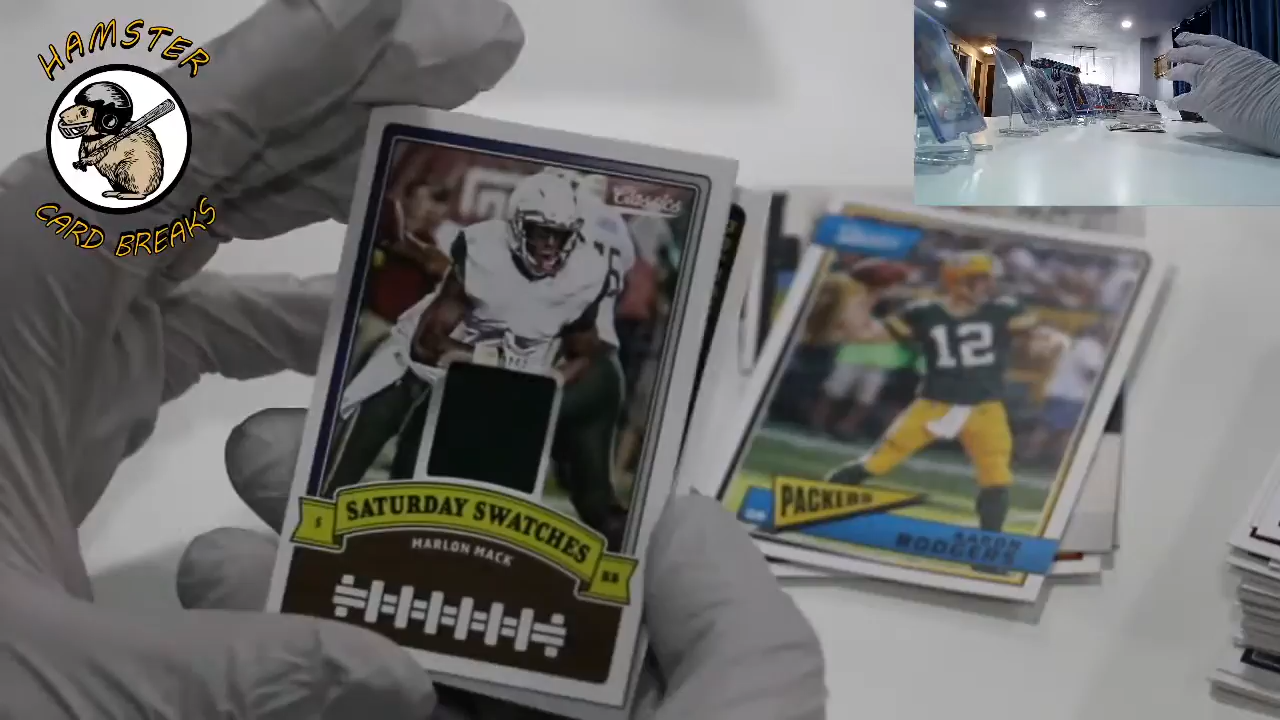 HAMSTER
CARD BREAKS
Classics
SATURDAY SWATCHES
MARLON MACK
12
PACKERS
AARON
RODGERS